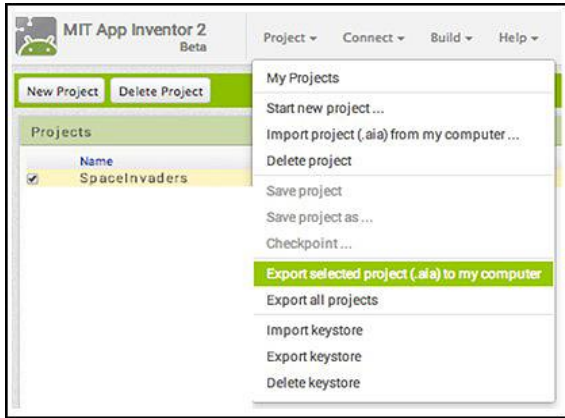 MIT App Inventor 2
Beta
Project Connect Build Help
New Project Delete Project
Projects
Name
SpaceInvaders
My Projects
Start new project ...
Import project (.aia) from my computer ...
Delete project
Save project
Save project as ...
Checkpoint ...
Export selected project (.aia) to my computer
Export all projects
Import keystore
Export keystore
Delete keystore